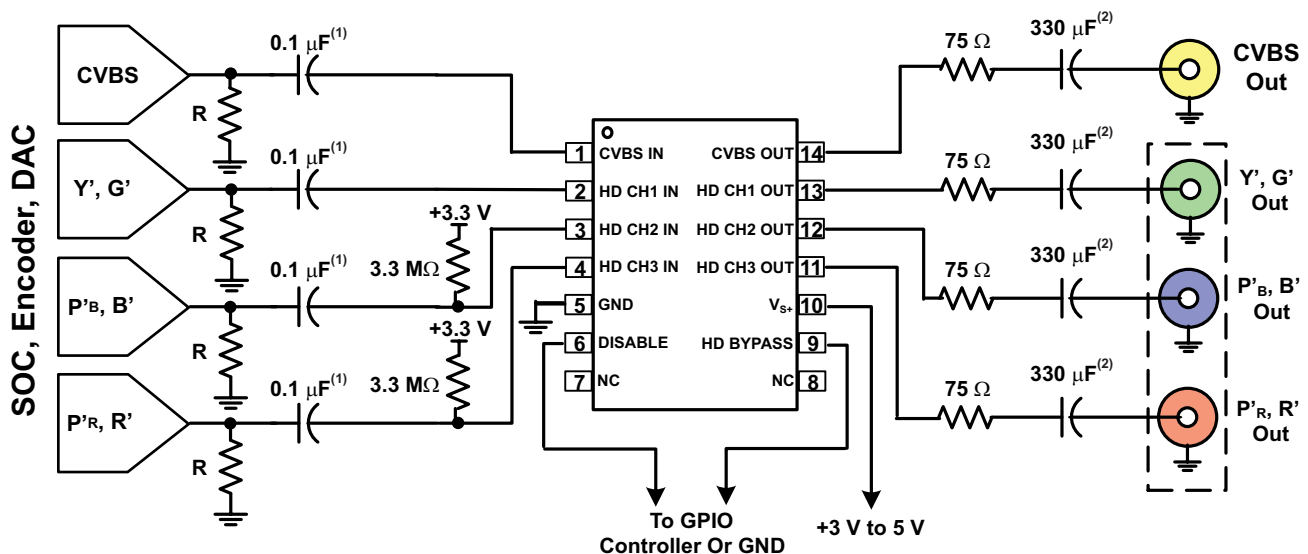 SOC, Encoder, DAC
CVBS
R
0.1 μF(1)
Y’, G’
R
0.1 μF(1)
P’B, B’
R
0.1 μF(1)
+3.3 V
3.3 MΩ
P’R, R’
R
0.1 μF(1)
+3.3 V
3.3 MΩ
O
1 CVBS IN CVBS OUT 14
2 HD CH1 IN HD CH1 OUT 13
3 HD CH2 IN HD CH2 OUT 12
4 HD CH3 IN HD CH3 OUT 11
5 GND VS+ 10
6 DISABLE HD BYPASS 9
7 NC NC 8
To GPIO
Controller Or GND
+3 V to 5 V
75 Ω
330 μF(2)
CVBS
Out
75 Ω
330 μF(2)
Y’, G’
Out
75 Ω
330 μF(2)
P’B, B’
Out
75 Ω
330 μF(2)
P’R, R’
Out